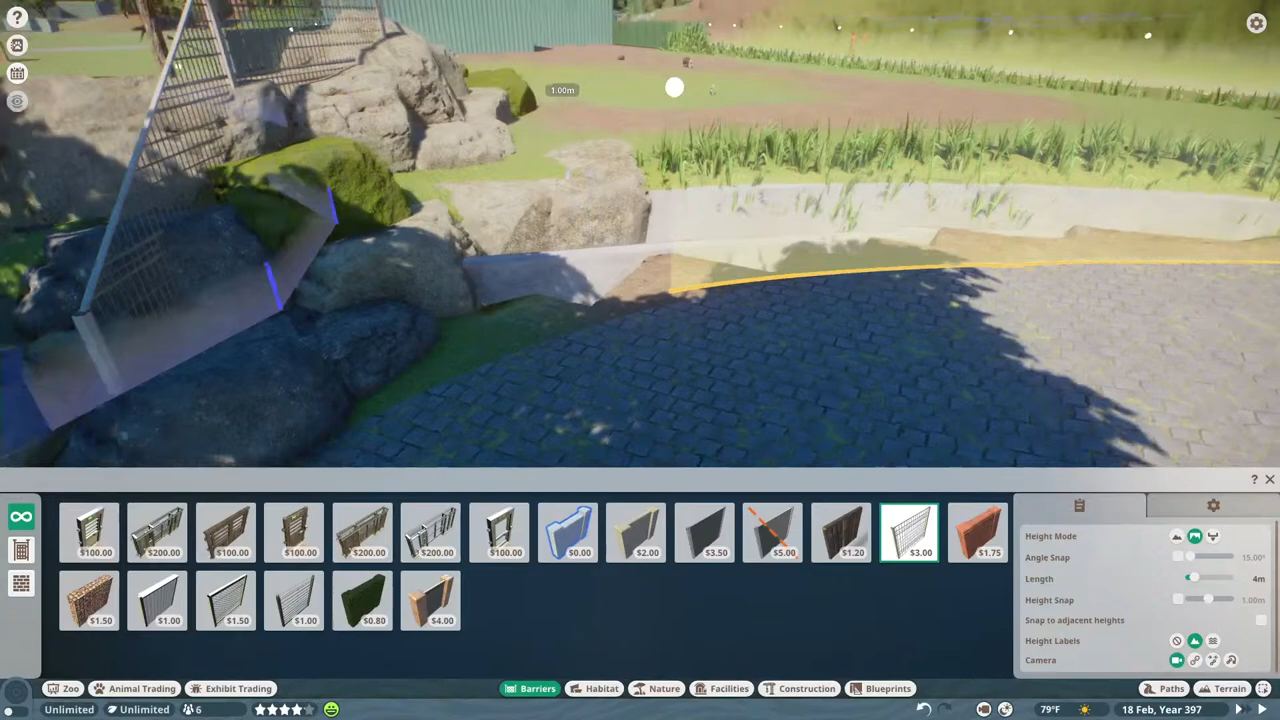 ?
1.00m
? ×
$100.00 $200.00 $100.00 $100.00 $200.00 $200.00 $100.00 $0.00 $2.00 $3.50 $5.00 $1.20 $3.00 $1.75
$1.50 $1.00 $1.50 $1.00 $0.80 $4.00
Height Mode
Angle Snap 15.00°
Length 4m
Height Snap 1.00m
Snap to adjacent heights
Height Labels
Camera
Zoo Animal Trading Exhibit Trading Barriers Habitat Nature Facilities Construction Blueprints Paths Terrain
Unlimited Unlimited 6 79°F 18 Feb, Year 397